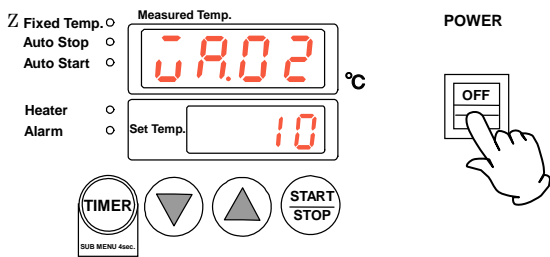 Z Fixed Temp.
Auto Stop
Auto Start
Measured Temp.
ūA.02
°C
Heater
Alarm
Set Temp.
10
TIMER
SUB MENU 4sec.
START
STOP
POWER
OFF